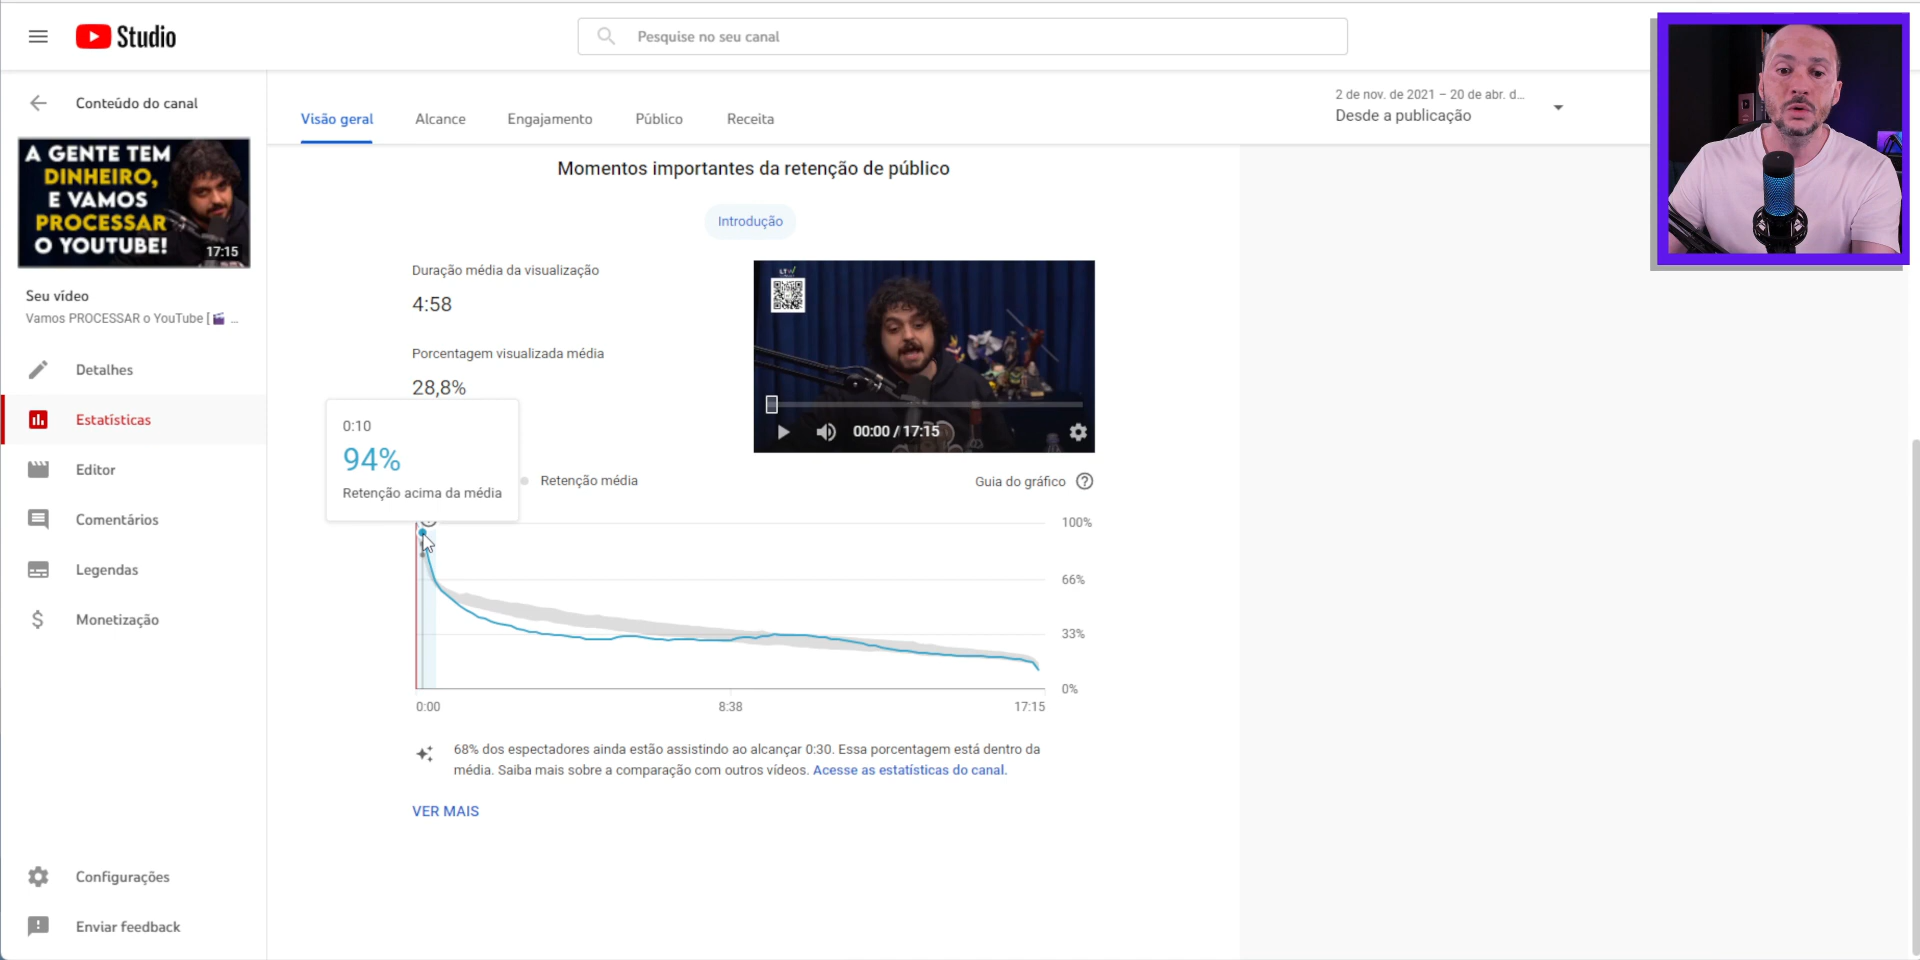 Studio
Pesquise no seu canal
Conteúdo do canal
A GENTE TEM
DINHEIRO,
E VAMOS
PROCESSAR
O YOUTUBE!
17:15
Seu vídeo
Vamos PROCESSAR o YouTube [🎬 ...
Detalhes
Estatísticas
Editor
Comentários
Legendas
Monetização
Configurações
Enviar feedback
Visão geral
Alcance
Engajamento
Público
Receita
2 de nov. de 2021 – 20 de abr. d...
Desde a publicação
Momentos importantes da retenção de público
Introdução
Duração média da visualização
4:58
Porcentagem visualizada média
28,8%
00:00 / 17:15
0:10
94%
Retenção acima da média
Retenção média
Guia do gráfico
100%
66%
33%
0%
0:00
8:38
17:15
68% dos espectadores ainda estão assistindo ao alcançar 0:30. Essa porcentagem está dentro da
média. Saiba mais sobre a comparação com outros vídeos. Acesse as estatísticas do canal.
VER MAIS